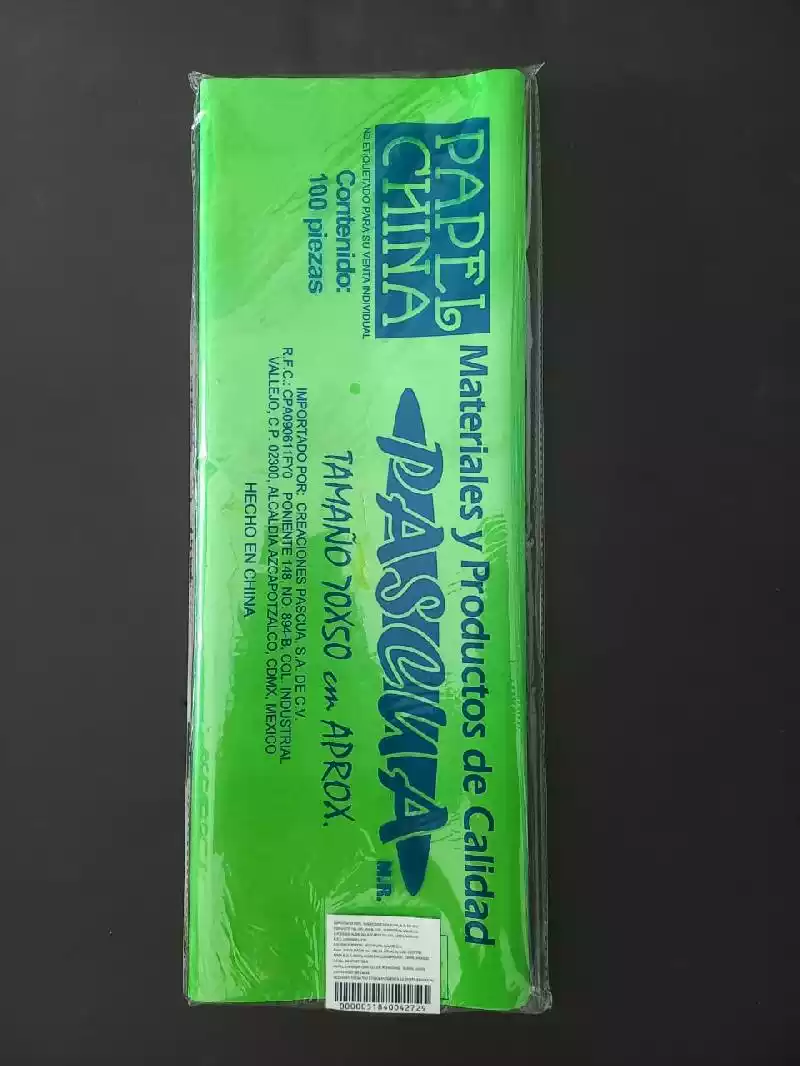 PAPEL
CHINA
NO ETIQUETADO PARA SU VENTA INDIVIDUAL
Contenido:
100 piezas
Materiales y Productos de Calidad
PASCUA
M.R.
TAMAÑO 70X50 cm APROX.
IMPORTADO POR: CREACIONES PASCUA, S.A. DE C.V.
R.F.C.: CPA090611FY0 PONIENTE 148, NO. 894-B, COL. INDUSTRIAL
VALLEJO, C.P. 02300, ALCALDIA AZCAPOTZALCO, CDMX, MEXICO
HECHO EN CHINA
0000051840042729